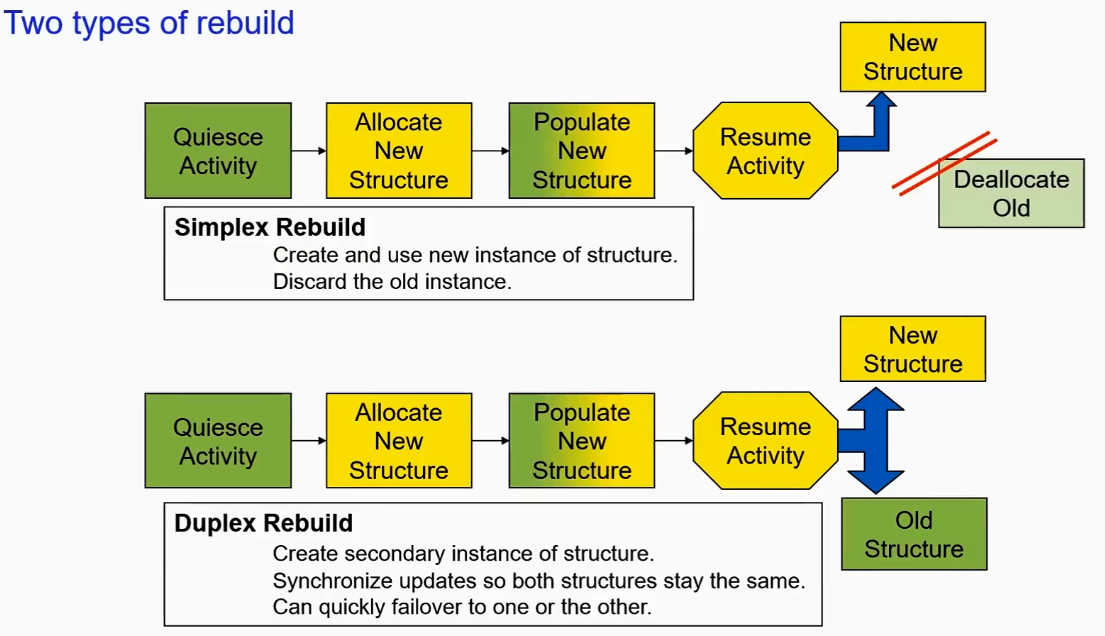 Two types of rebuild
Quiesce
Activity
Allocate
New
Structure
Populate
New
Structure
Resume
Activity
New
Structure
Deallocate
Old
Simplex Rebuild
Create and use new instance of structure.
Discard the old instance.
Quiesce
Activity
Allocate
New
Structure
Populate
New
Structure
Resume
Activity
New
Structure
Old
Structure
Duplex Rebuild
Create secondary instance of structure.
Synchronize updates so both structures stay the same.
Can quickly failover to one or the other.